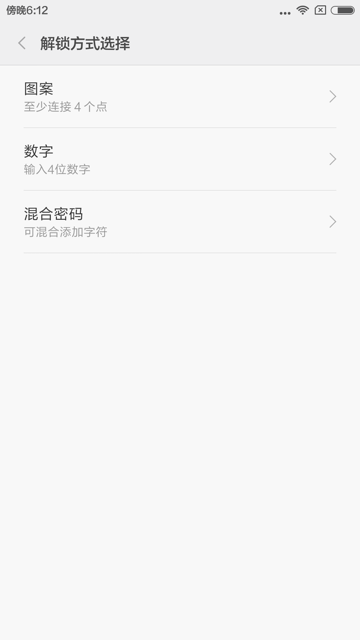 傍晚6:12
解锁方式选择
图案
至少连接 4 个点
数字
输入4位数字
混合密码
可混合添加字符